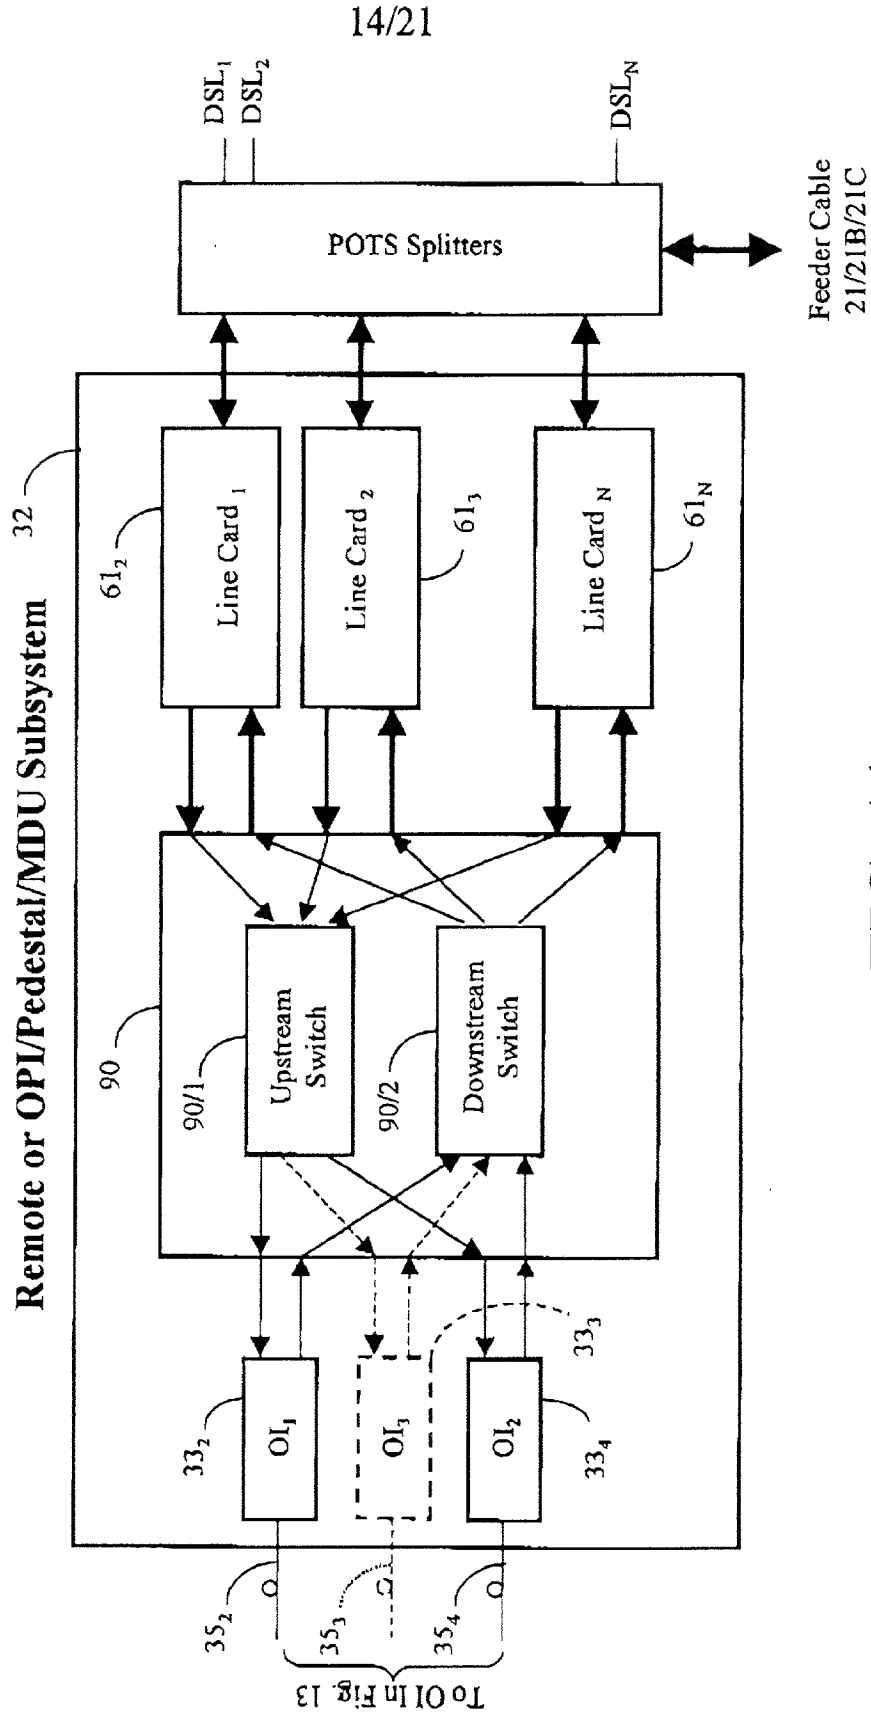 14/21
Remote or OPI/Pedestal/MDU Subsystem
32
35₂
35₃
35₄
To OI In Fig. 13
33₂
33₃
33₄
OI₁
OI₃
OI₂
90
90/1
Upstream
Switch
90/2
Downstream
Switch
61₂
Line Card ₁
Line Card ₂
61₃
Line Card N
61N
POTS Splitters
DSL₁
DSL₂
DSLN
Feeder Cable
21/21B/21C